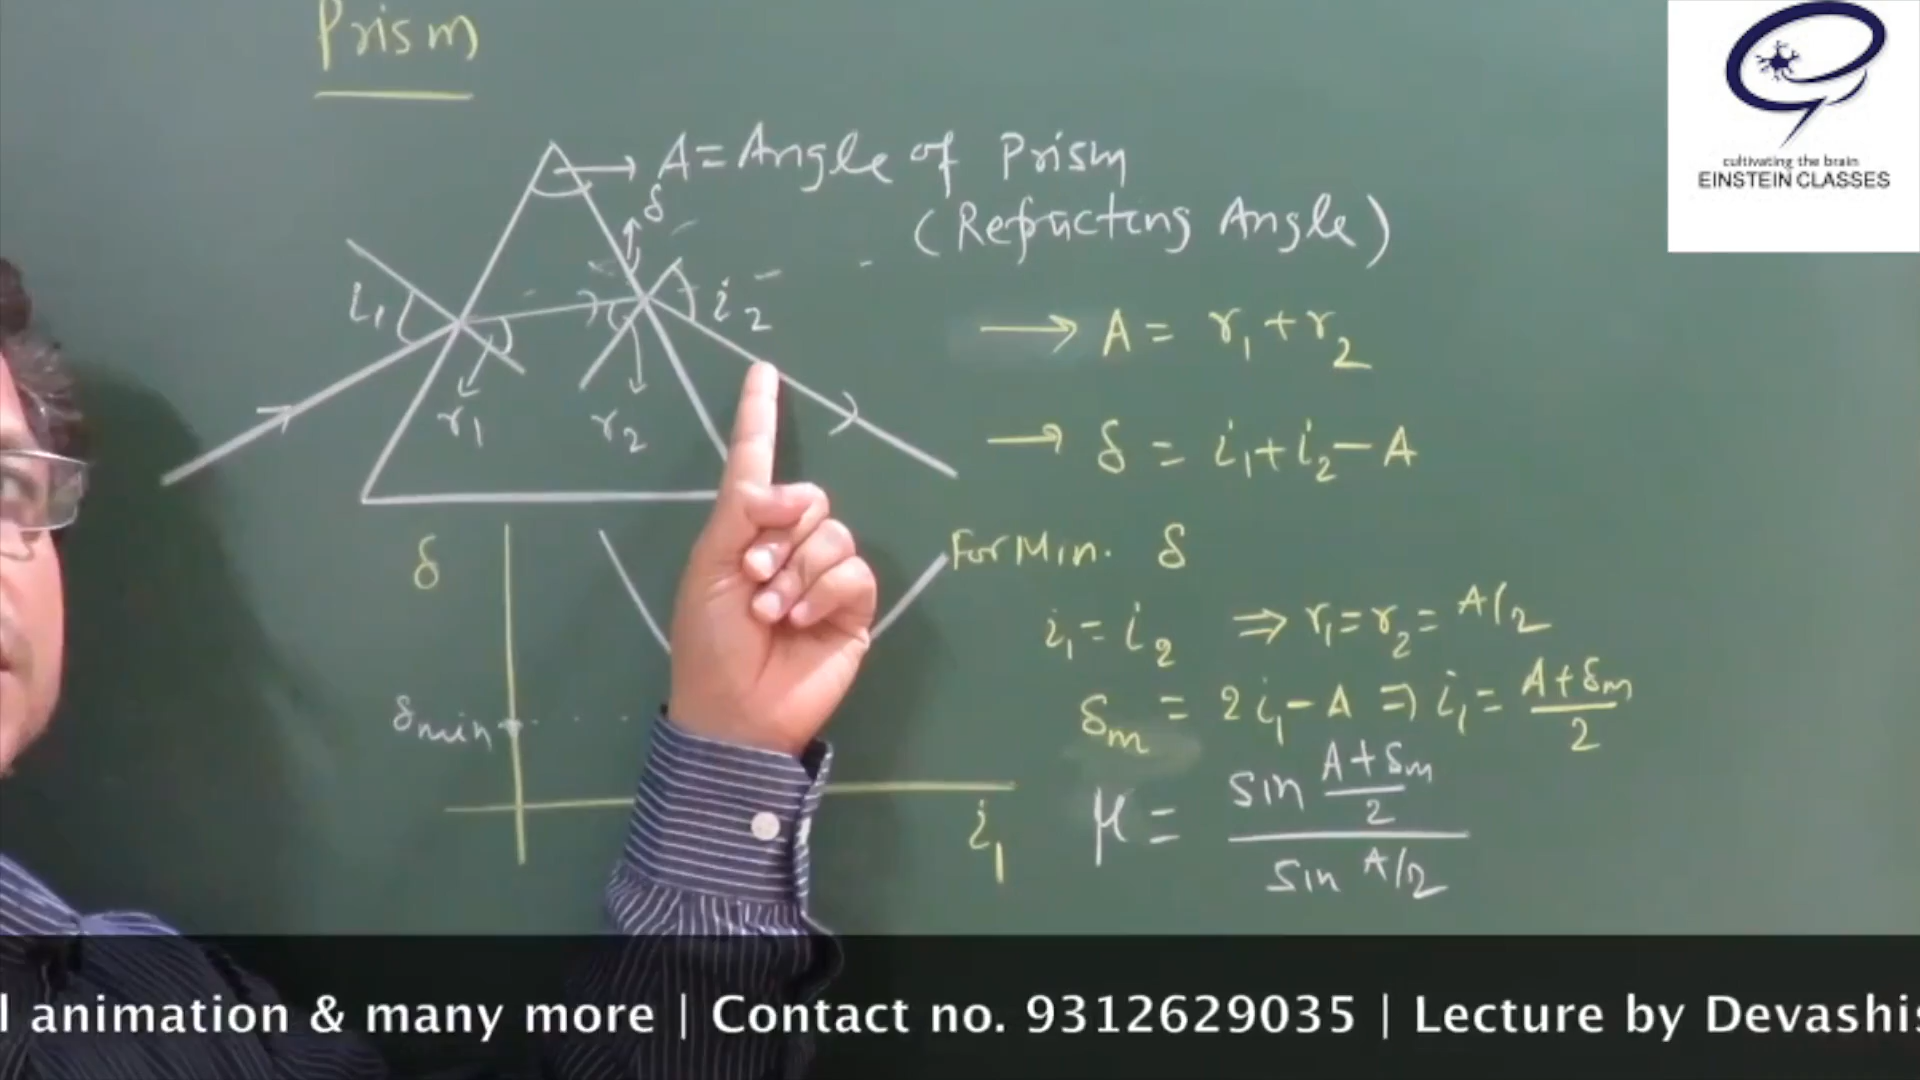 Prism
A = Angle of Prism
(Refracting Angle)
δ
i₁
i₂
r₁
r₂
→ A = r₁ + r₂
→ δ = i₁ + i₂ − A
δ
δmin
i₁
For Min. δ
i₁ = i₂ ⇒ r₁ = r₂ = A/2
δm = 2i₁ − A ⇒ i₁ = (A + δm)/2
μ = sin (A + δm)/2 / sin A/2
cultivating the brain
EINSTEIN CLASSES
l animation & many more | Contact no. 9312629035 | Lecture by Devashis